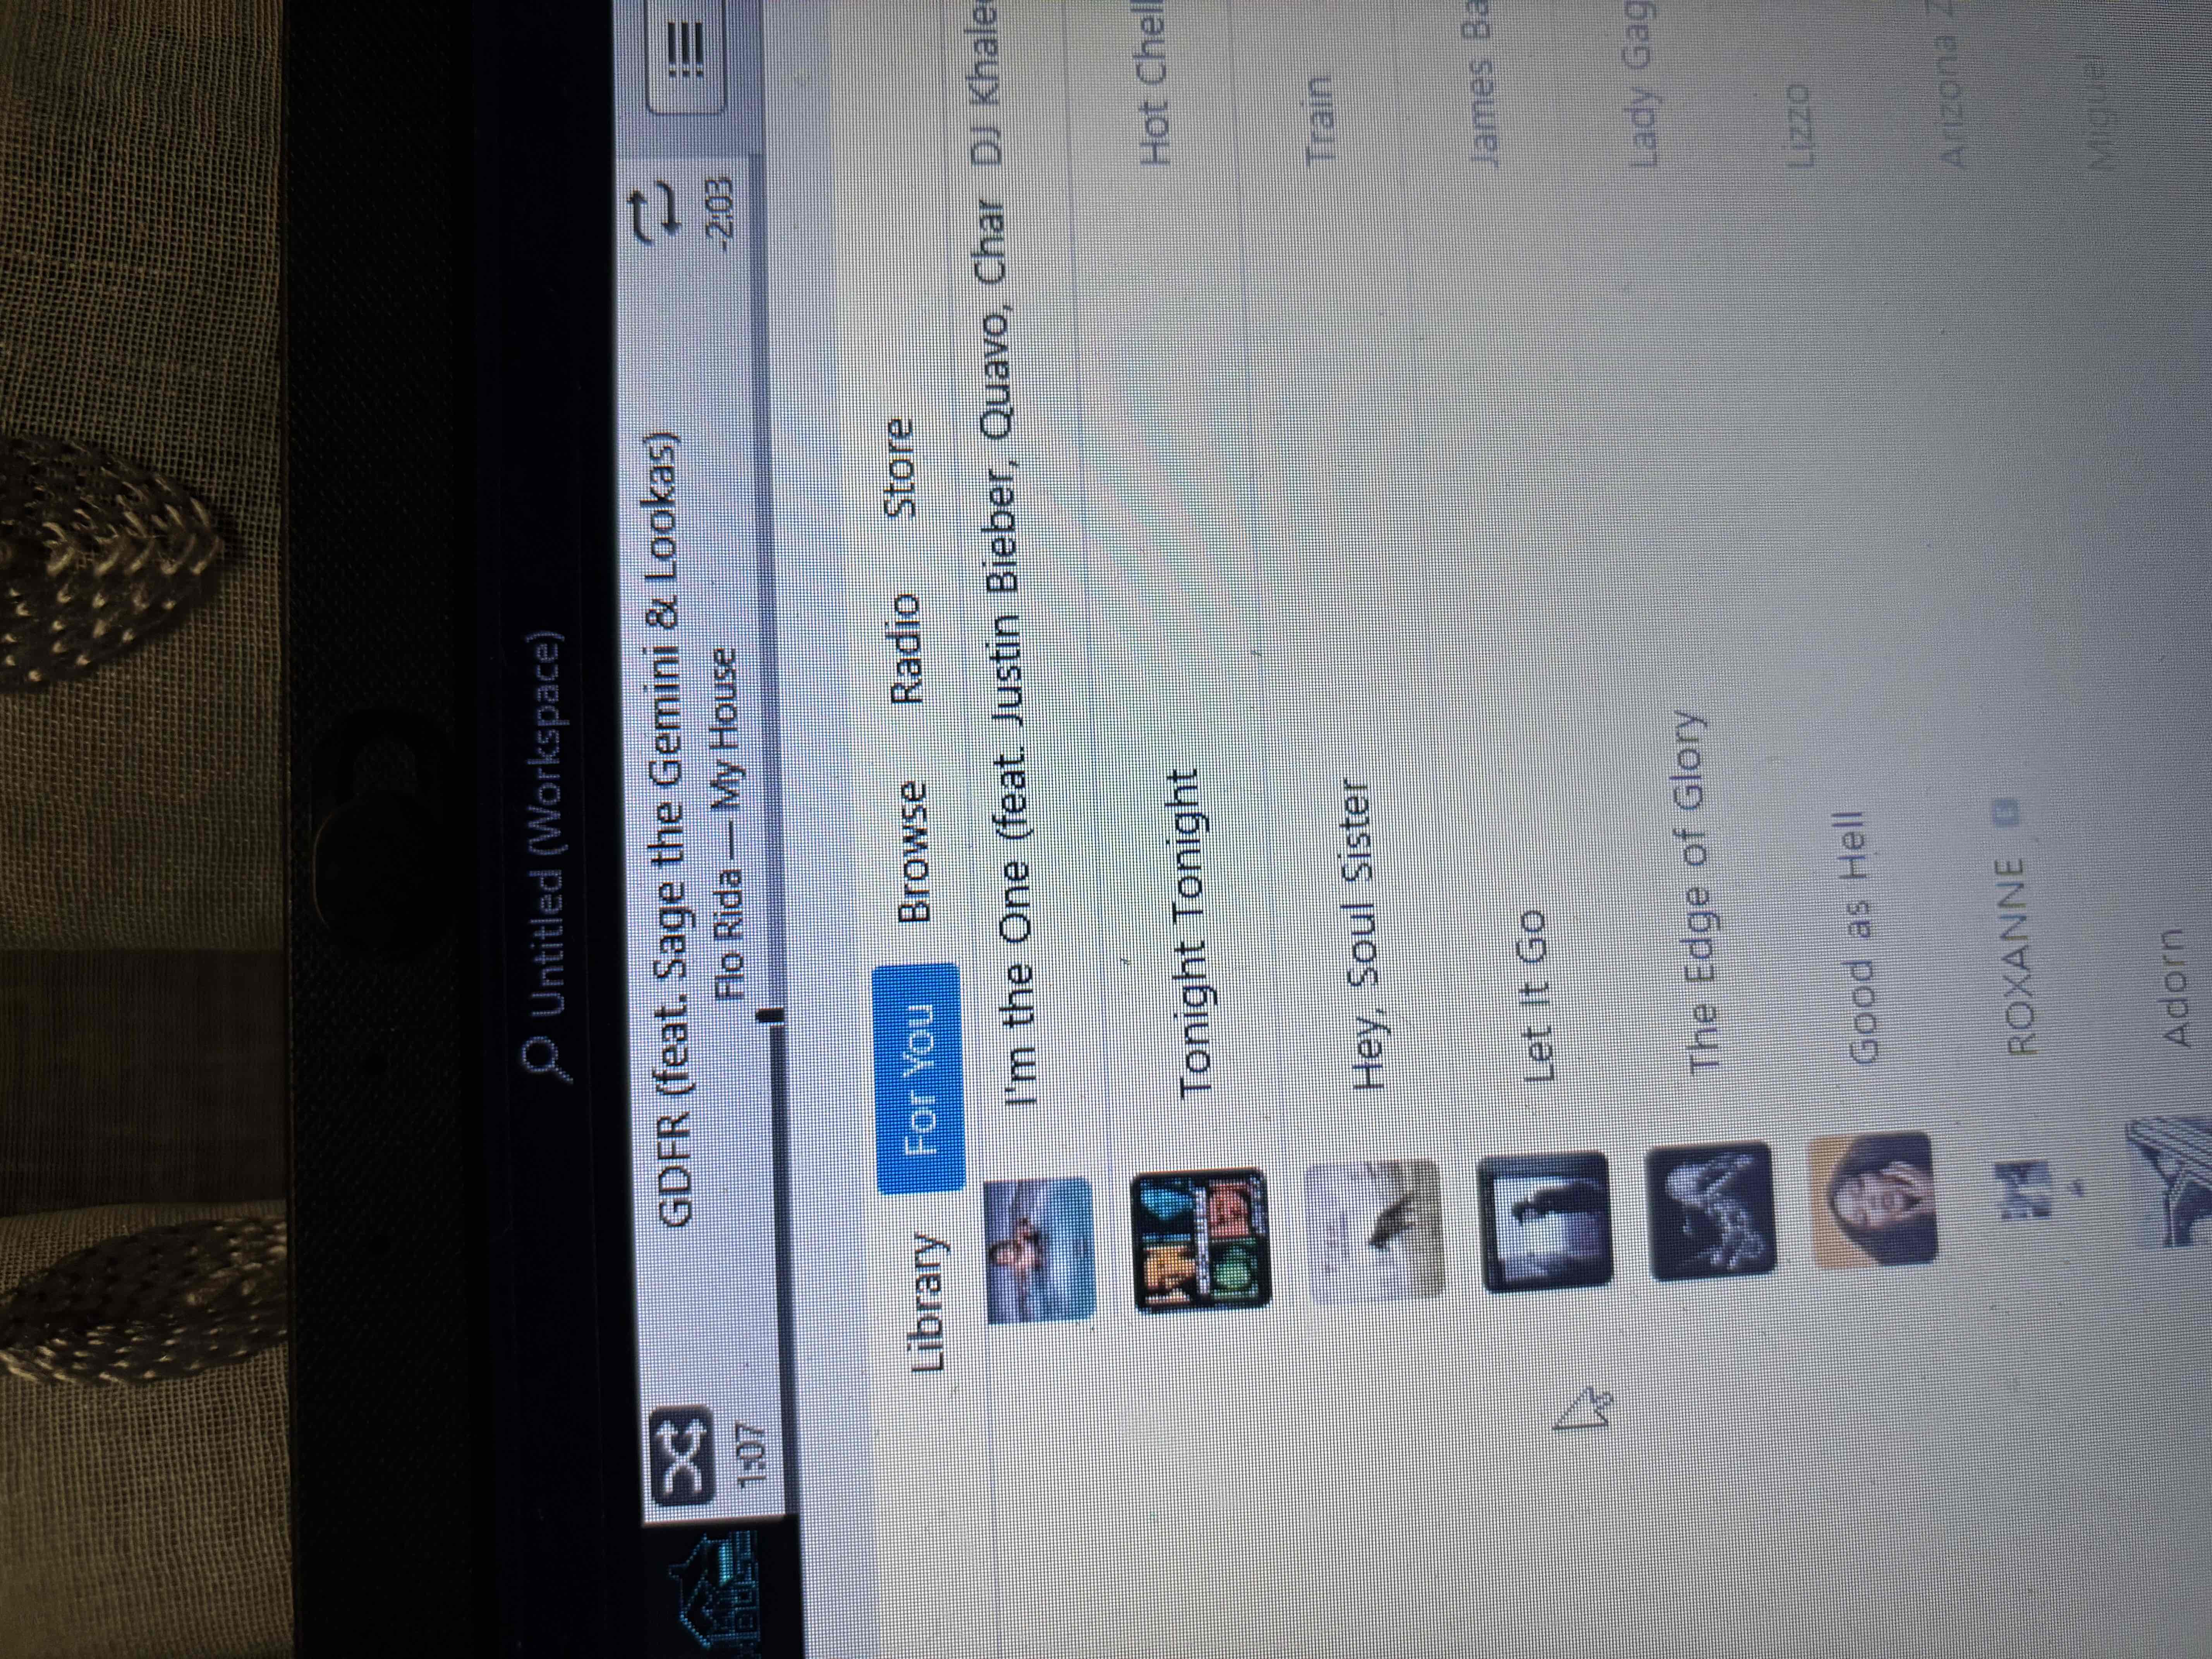 Untitled (Workspace)
GDFR (feat. Sage the Gemini & Lookas)
Flo Rida — My House
1:07
-2:03
Library For You Browse Radio Store
I'm the One (feat. Justin Bieber, Quavo, Char DJ Khale
Tonight Tonight Hot Chell
Hey, Soul Sister Train
Let It Go James Ba
The Edge of Glory Lady Gag
Good as Hell Lizzo
ROXANNE E Arizona Z
Adorn Miguel